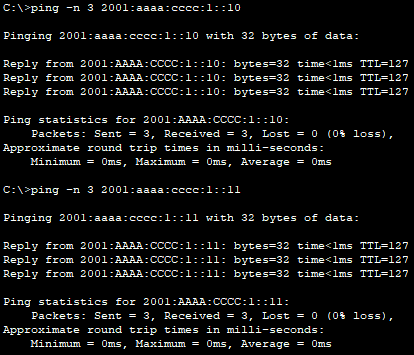 C:\>ping -n 3 2001:aaaa:cccc:1::10
Pinging 2001:aaaa:cccc:1::10 with 32 bytes of data:
Reply from 2001:AAAA:CCCC:1::10: bytes=32 time<1ms TTL=127
Reply from 2001:AAAA:CCCC:1::10: bytes=32 time<1ms TTL=127
Reply from 2001:AAAA:CCCC:1::10: bytes=32 time<1ms TTL=127
Ping statistics for 2001:AAAA:CCCC:1::10:
Packets: Sent = 3, Received = 3, Lost = 0 (0% loss),
Approximate round trip times in milli-seconds:
Minimum = 0ms, Maximum = 0ms, Average = 0ms
C:\>ping -n 3 2001:aaaa:cccc:1::11
Pinging 2001:aaaa:cccc:1::11 with 32 bytes of data:
Reply from 2001:AAAA:CCCC:1::11: bytes=32 time<1ms TTL=127
Reply from 2001:AAAA:CCCC:1::11: bytes=32 time<1ms TTL=127
Reply from 2001:AAAA:CCCC:1::11: bytes=32 time<1ms TTL=127
Ping statistics for 2001:AAAA:CCCC:1::11:
Packets: Sent = 3, Received = 3, Lost = 0 (0% loss),
Approximate round trip times in milli-seconds:
Minimum = 0ms, Maximum = 0ms, Average = 0ms